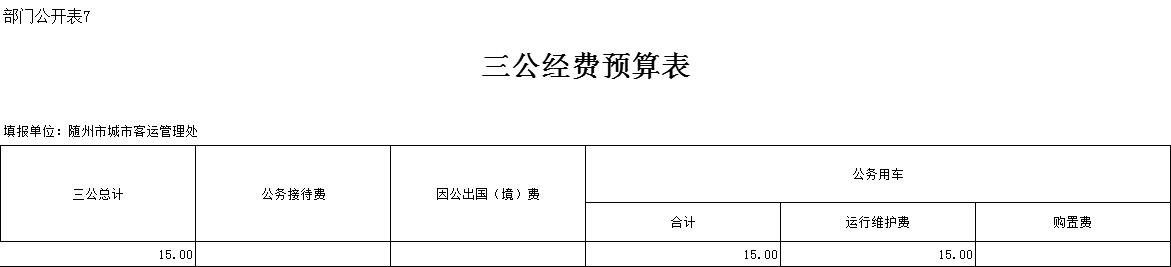 部门公开表7
三公经费预算表
填报单位：随州市城市客运管理处
三公总计 公务接待费 因公出国（境）费 公务用车
合计 运行维护费 购置费
15.00 15.00 15.00